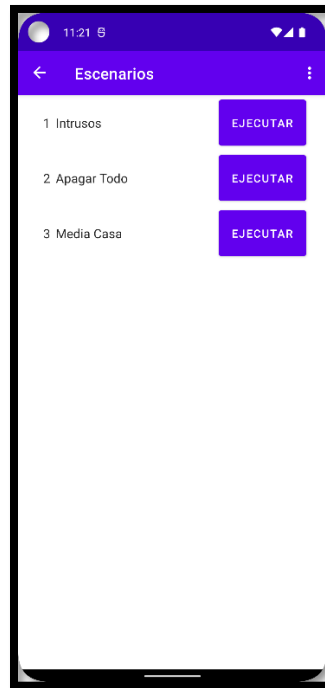 11:21
Escenarios
1 Intrusos EJECUTAR
2 Apagar Todo EJECUTAR
3 Media Casa EJECUTAR